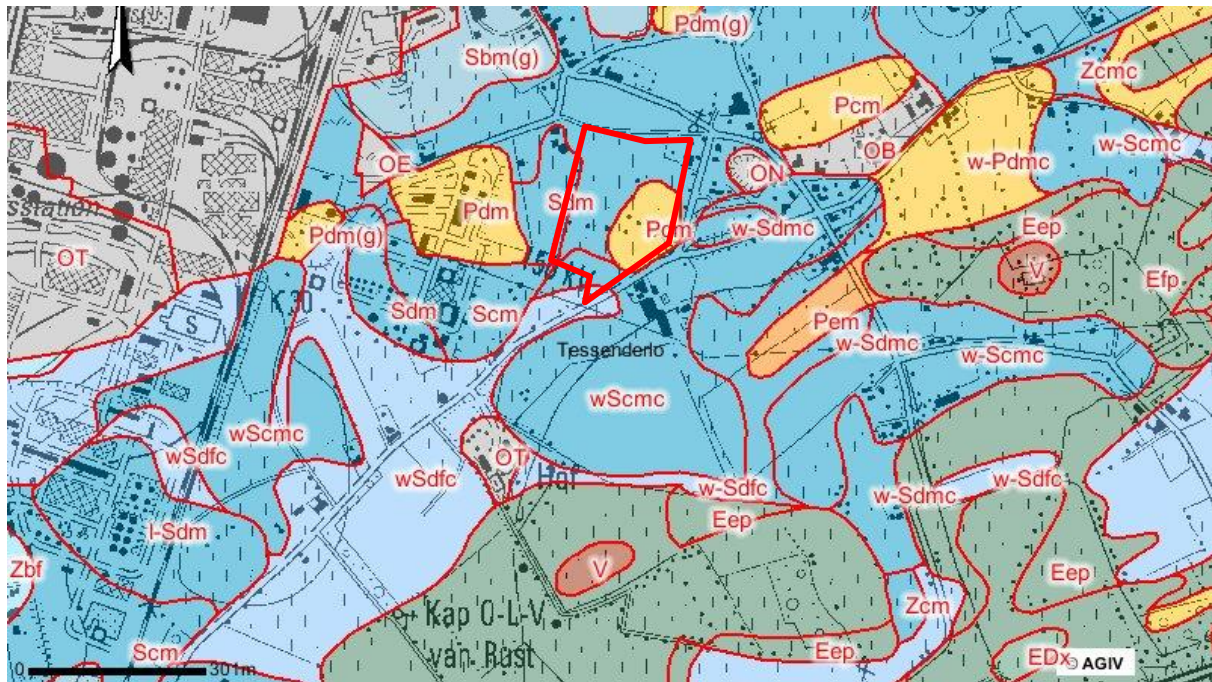 Pdm(g)
Sbm(g)
Zcmc
Pcm
OE
OB
w-Scmc
ON
w-Pdmc
Pdm
Sdm
Pdm(g)
w-Sdmc
Eep
V
Efp
OT
K30
Sdm
Scm
S
Pem
w-Sdmc
w-Scmc
Tessenderlo
wScmc
wScmc
wSdfc
wSdfc
OT
Hof
w-Sdfc
w-Sdfc
w-Sdmc
Eep
l-Sdm
Zbf
V
Eep
Kap O-L-V
van Rust
Zcm
Scm
Eep
EDx
0
301m
© AGIV